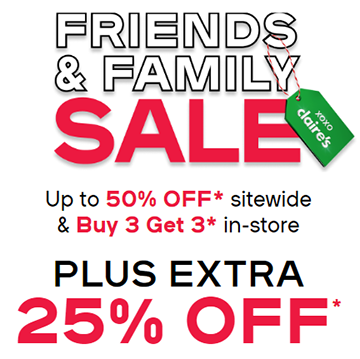 FRIENDS
& FAMILY
SALE
xoxo
claire's
Up to 50% OFF* sitewide
& Buy 3 Get 3* in-store
PLUS EXTRA
25% OFF*